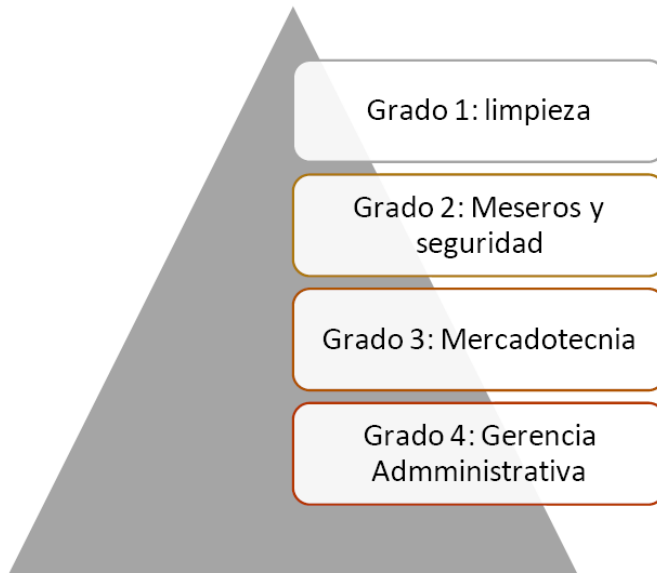 Grado 1: limpieza
Grado 2: Meseros y
seguridad
Grado 3: Mercadotecnia
Grado 4: Gerencia
Admministrativa